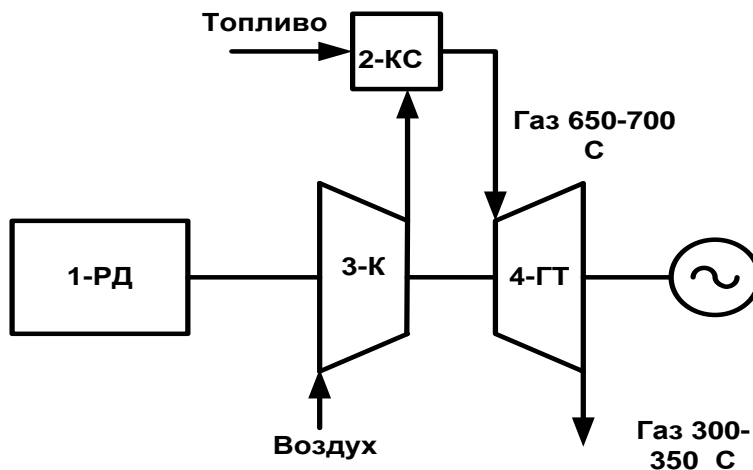 Топливо
2-КС
Газ 650-700
С
1-РД
3-К
4-ГТ
Воздух
Газ 300-
350 С